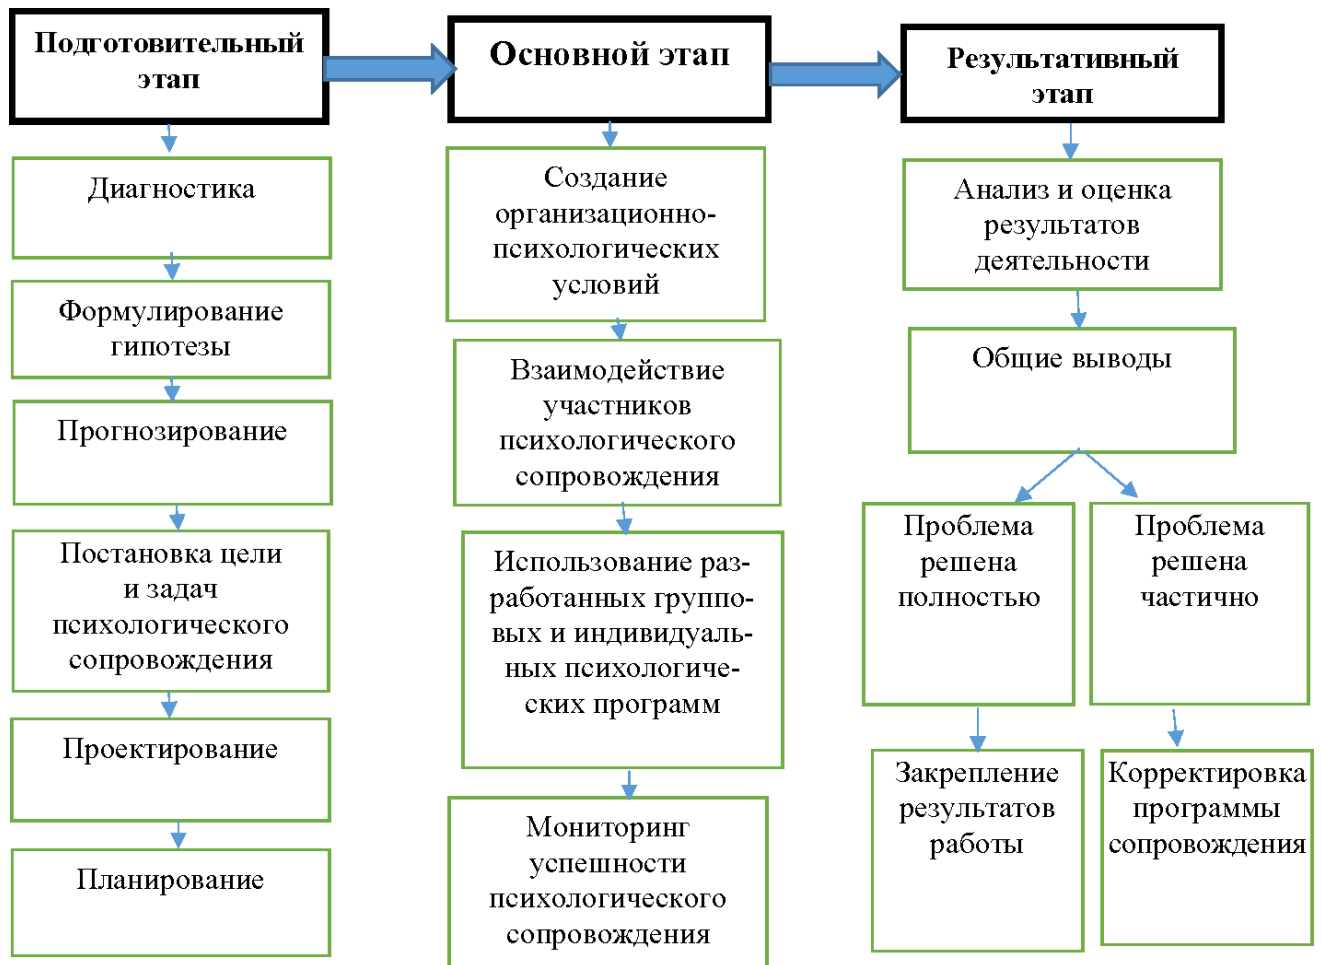 Подготовительный
этап
Диагностика
Формулирование
гипотезы
Прогнозирование
Постановка цели
и задач
психологического
сопровождения
Проектирование
Планирование
Основной этап
Создание
организационно-
психологических
условий
Взаимодействие
участников
психологического
сопровождения
Использование раз-
работанных группо-
вых и индивидуаль-
ных психологиче-
ских программ
Мониторинг
успешности
психологического
сопровождения
Результативный
этап
Анализ и оценка
результатов
деятельности
Общие выводы
Проблема
решена
полностью
Проблема
решена
частично
Закрепление
результатов
работы
Корректировка
программы
сопровождения